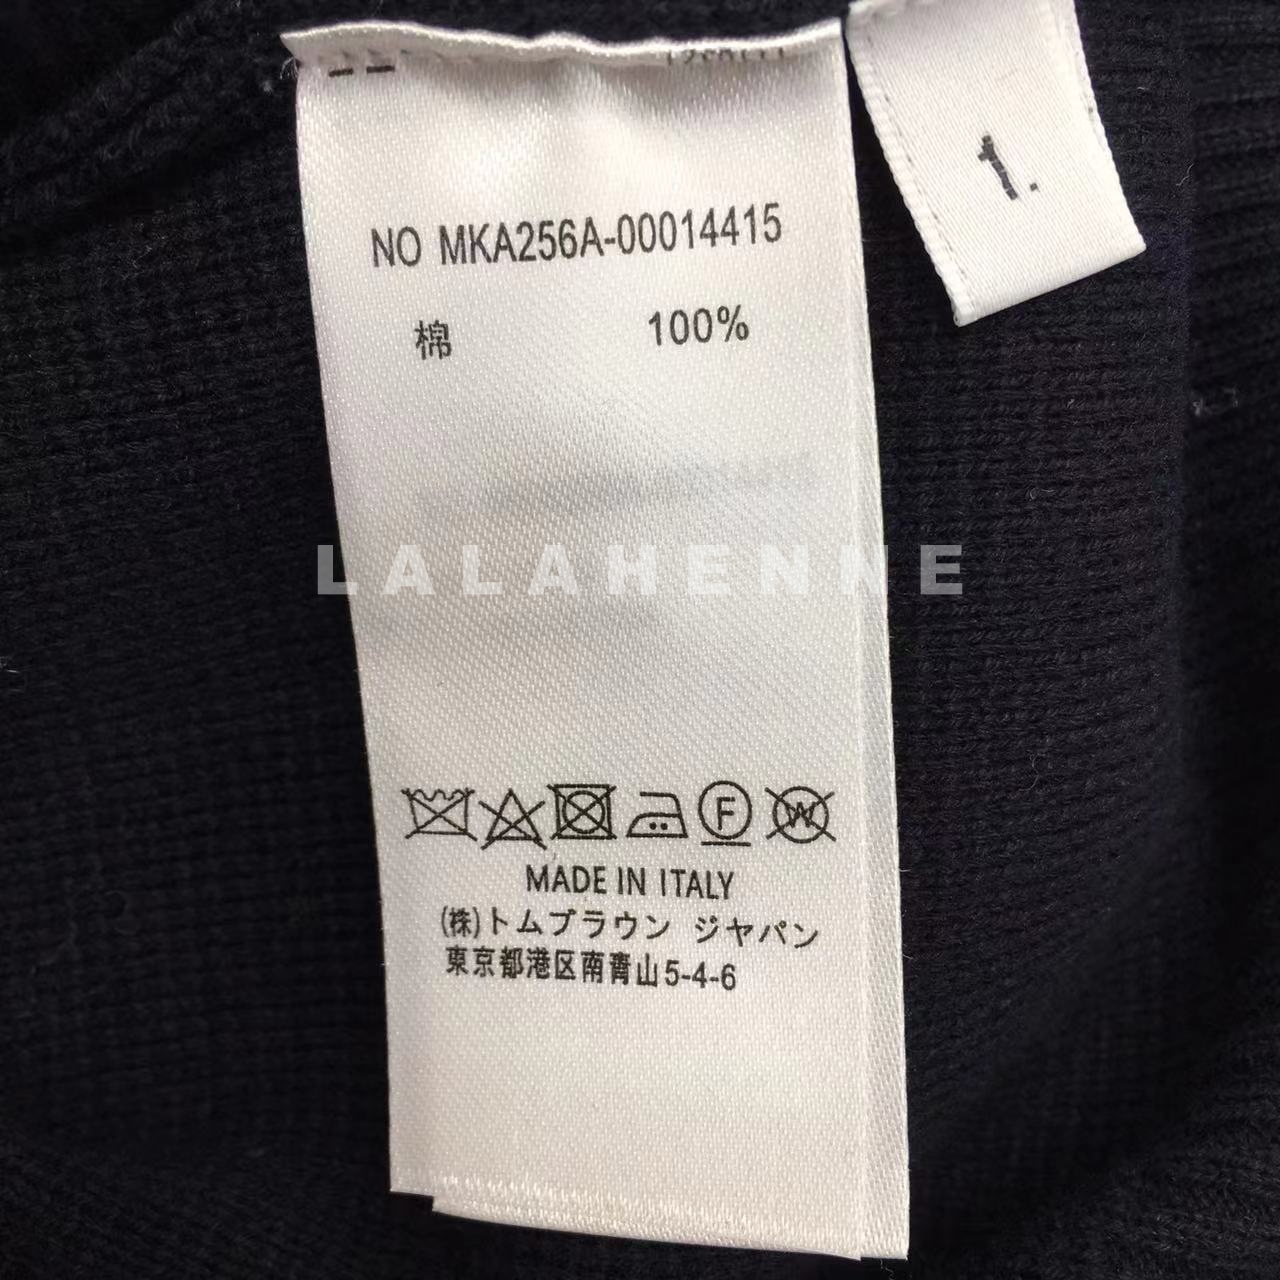 1.
NO MKA256A-00014415
棉 100%
LALAHENNE
F W
MADE IN ITALY
(株)トムブラウン ジヤパン
東京都港区南青山5-4-6